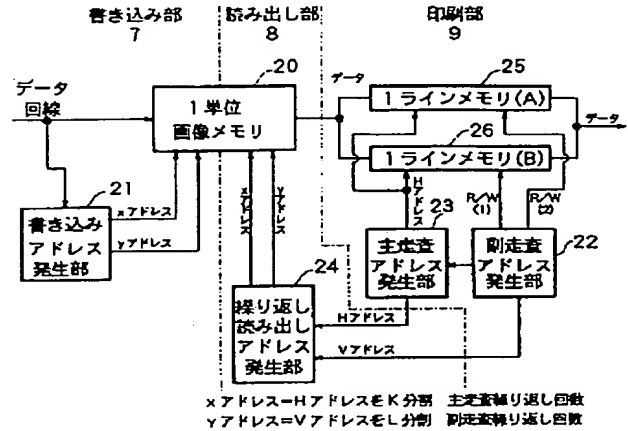 書き込み部
7
読み出し部
8
印刷部
9
データ
回線
20
1単位
画像メモリ
データ
25
1ラインメモリ(A)
26
1ラインメモリ(B)
データ
21
書き込み
アドレス
発生部
xアドレス
yアドレス
xアドレス
yアドレス
Hアドレス
R/W
(1)
R/W
(2)
23
主走査
アドレス
発生部
22
副走査
アドレス
発生部
24
繰り返し
読み出し
アドレス
発生部
Hアドレス
Vアドレス
xアドレス=HアドレスをK分割 主走査繰り返し回数
yアドレス=VアドレスをL分割 副走査繰り返し回数